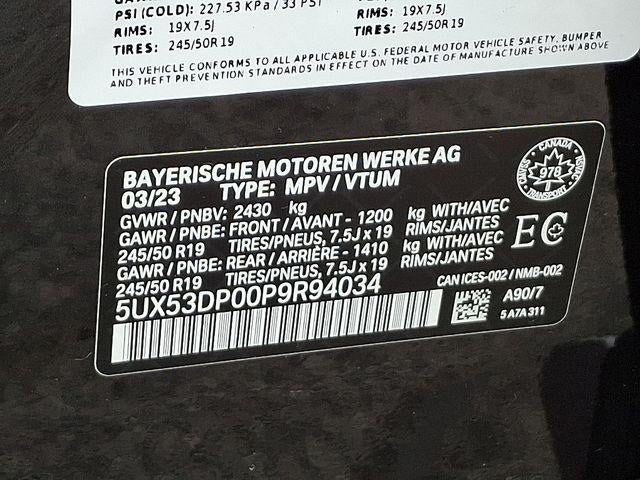 PSI (COLD): 227.53 KPa / 33 PSI
RIMS: 19X7.5J
RIMS: 19X7.5J
TIRES: 245/50R19
TIRES: 245/50R19
THIS VEHICLE CONFORMS TO ALL APPLICABLE U.S. FEDERAL MOTOR VEHICLE SAFETY, BUMPER
AND THEFT PREVENTION STANDARDS IN EFFECT ON THE DATE OF MANUFACTURE SHOWN ABOVE
BAYERISCHE MOTOREN WERKE AG
03/23 TYPE: MPV / VTUM
GVWR / PNBV: 2430 kg
GAWR / PNBE: FRONT / AVANT - 1200 kg WITH/AVEC
245/50 R19 TIRES/PNEUS, 7.5J x 19 RIMS/JANTES
GAWR / PNBE: REAR / ARRIÈRE - 1410 kg WITH/AVEC
245/50 R19 TIRES/PNEUS, 7.5J x 19 RIMS/JANTES
5UX53DP00P9R94034
CANADA
978
T
TRANSPORT
EC
CAN ICES-002 / NMB-002
A90/7
5A7A311